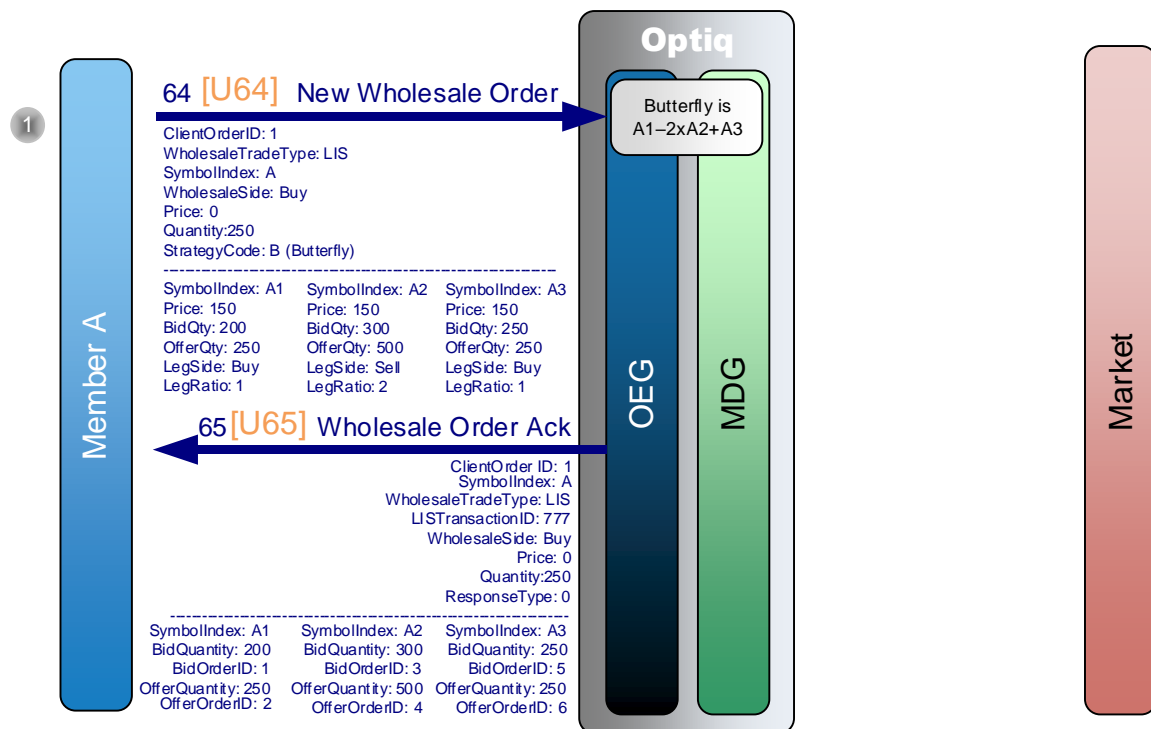 Optiq
1
64 [U64] New Wholesale Order
Butterfly is
A1–2xA2+A3
ClientOrderID: 1
WholesaleTradeType: LIS
SymbolIndex: A
WholesaleSide: Buy
Price: 0
Quantity:250
StrategyCode: B (Butterfly)
SymbolIndex: A1 SymbolIndex: A2 SymbolIndex: A3
Price: 150 Price: 150 Price: 150
BidQty: 200 BidQty: 300 BidQty: 250
OfferQty: 250 OfferQty: 500 OfferQty: 250
LegSide: Buy LegSide: Sell LegSide: Buy
LegRatio: 1 LegRatio: 2 LegRatio: 1
Member A
OEG
MDG
Market
65 [U65] Wholesale Order Ack
ClientOrder ID: 1
SymbolIndex: A
WholesaleTradeType: LIS
LISTransactionID: 777
WholesaleSide: Buy
Price: 0
Quantity:250
ResponseType: 0
SymbolIndex: A1 SymbolIndex: A2 SymbolIndex: A3
BidQuantity: 200 BidQuantity: 300 BidQuantity: 250
BidOrderID: 1 BidOrderID: 3 BidOrderID: 5
OfferQuantity: 250 OfferQuantity: 500 OfferQuantity: 250
OfferOrderID: 2 OfferOrderID: 4 OfferOrderID: 6